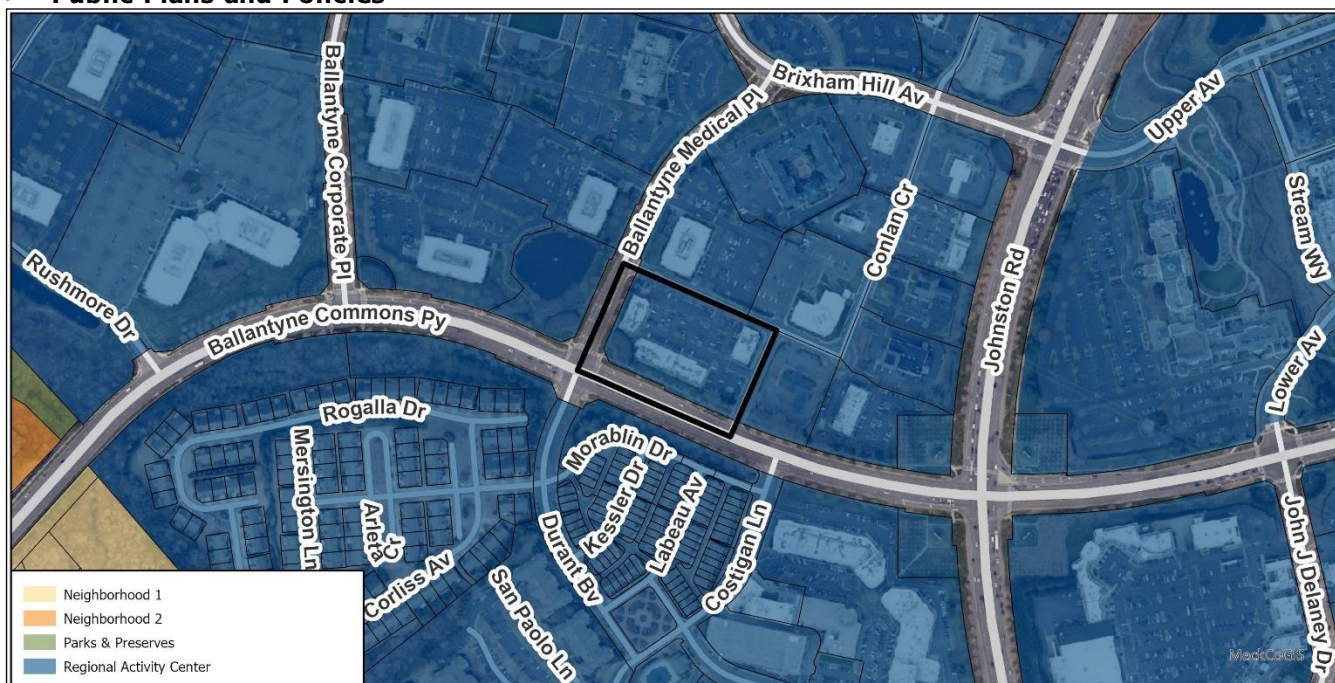 Public Plans and Policies
Ballantyne Corporate Pl
Ballantyne Medical Pl
Brixham Hill Av
Upper Av
Stream WY
Conlan Cr
Johnston Rd
Rushmore Dr
Ballantyne Commons Py
Lower Av
Rogalla Dr
Mersington Ln
Arleta Cr
Corliss Av
Morablin Dr
Kessler Dr
Labeau Av
Durant Bv
Costigan Ln
San Paolo Ln
John J Delaney Dr
Neighborhood 1
Neighborhood 2
Parks & Preserves
Regional Activity Center
MeckCoGIS